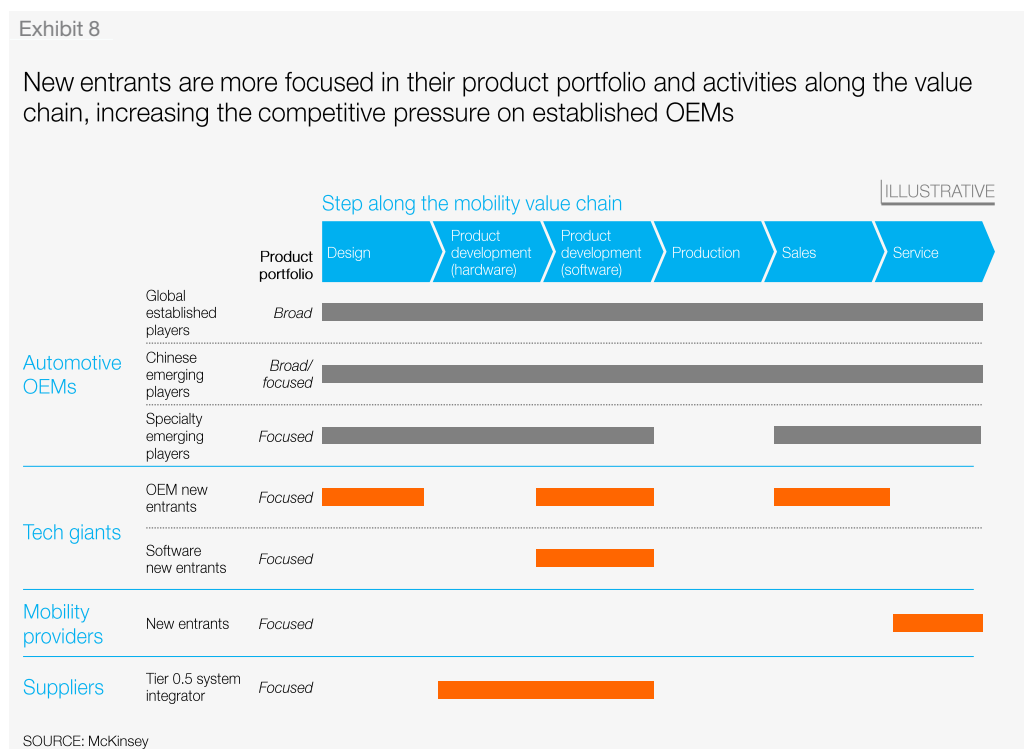 Exhibit 8
New entrants are more focused in their product portfolio and activities along the value
chain, increasing the competitive pressure on established OEMs
ILLUSTRATIVE
Step along the mobility value chain
Product
portfolio
Design
Product
development
(hardware)
Product
development
(software)
Production
Sales
Service
Automotive
OEMs
Global
established
players
Broad
Chinese
emerging
players
Broad/
focused
Specialty
emerging
players
Focused
Tech giants
OEM new
entrants
Focused
Software
new entrants
Focused
Mobility
providers
New entrants
Focused
Suppliers
Tier 0.5 system
integrator
Focused
SOURCE: McKinsey